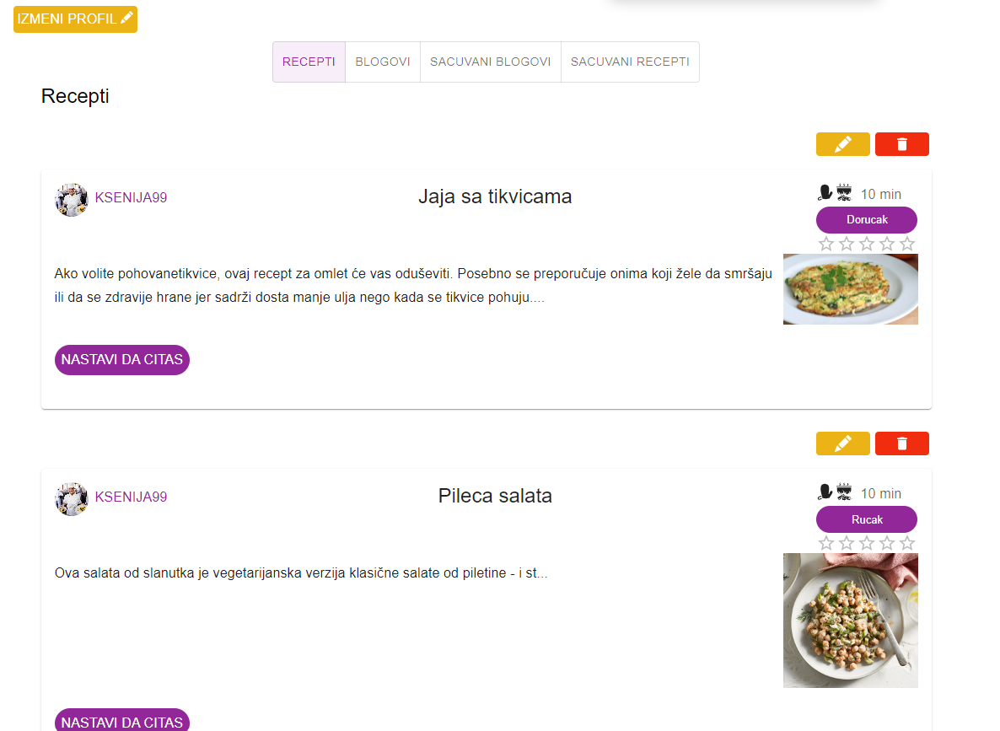 IZMENI PROFIL
RECEPTI BLOGOVI SACUVANI BLOGOVI SACUVANI RECEPTI
Recepti
KSENIJA99
Jaja sa tikvicama
10 min
Dorucak
Ako volite pohovanetikvice, ovaj recept za omlet će vas oduševiti. Posebno se preporučuje onima koji žele da smršaju
ili da se zdravije hrane jer sadrži dosta manje ulja nego kada se tikvice pohuju....
NASTAVI DA CITAS
KSENIJA99
Pileca salata
10 min
Rucak
Ova salata od slanutka je vegetarijanska verzija klasične salate od piletine - i st...
NASTAVI DA CITAS